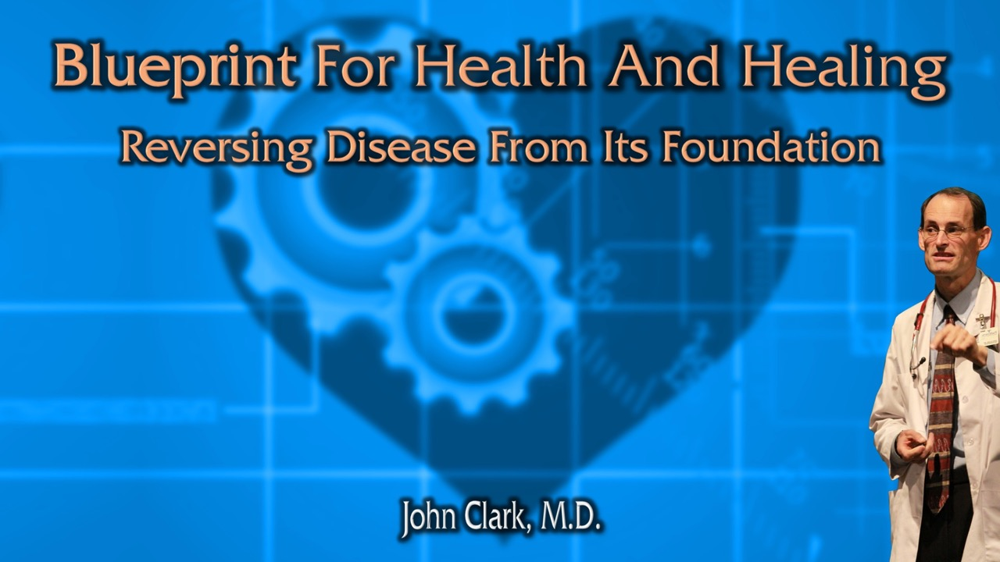 Blueprint For Health And Healing
Reversing Disease From Its Foundation
John Clark, M.D.